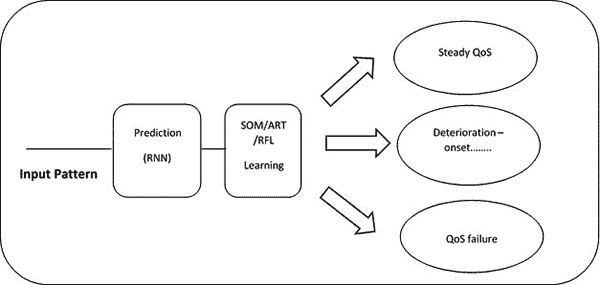 Input Pattern
Prediction
(RNN)
SOM/ART
/RFL
Learning
Steady QoS
Deterioration –
onset........
QoS failure